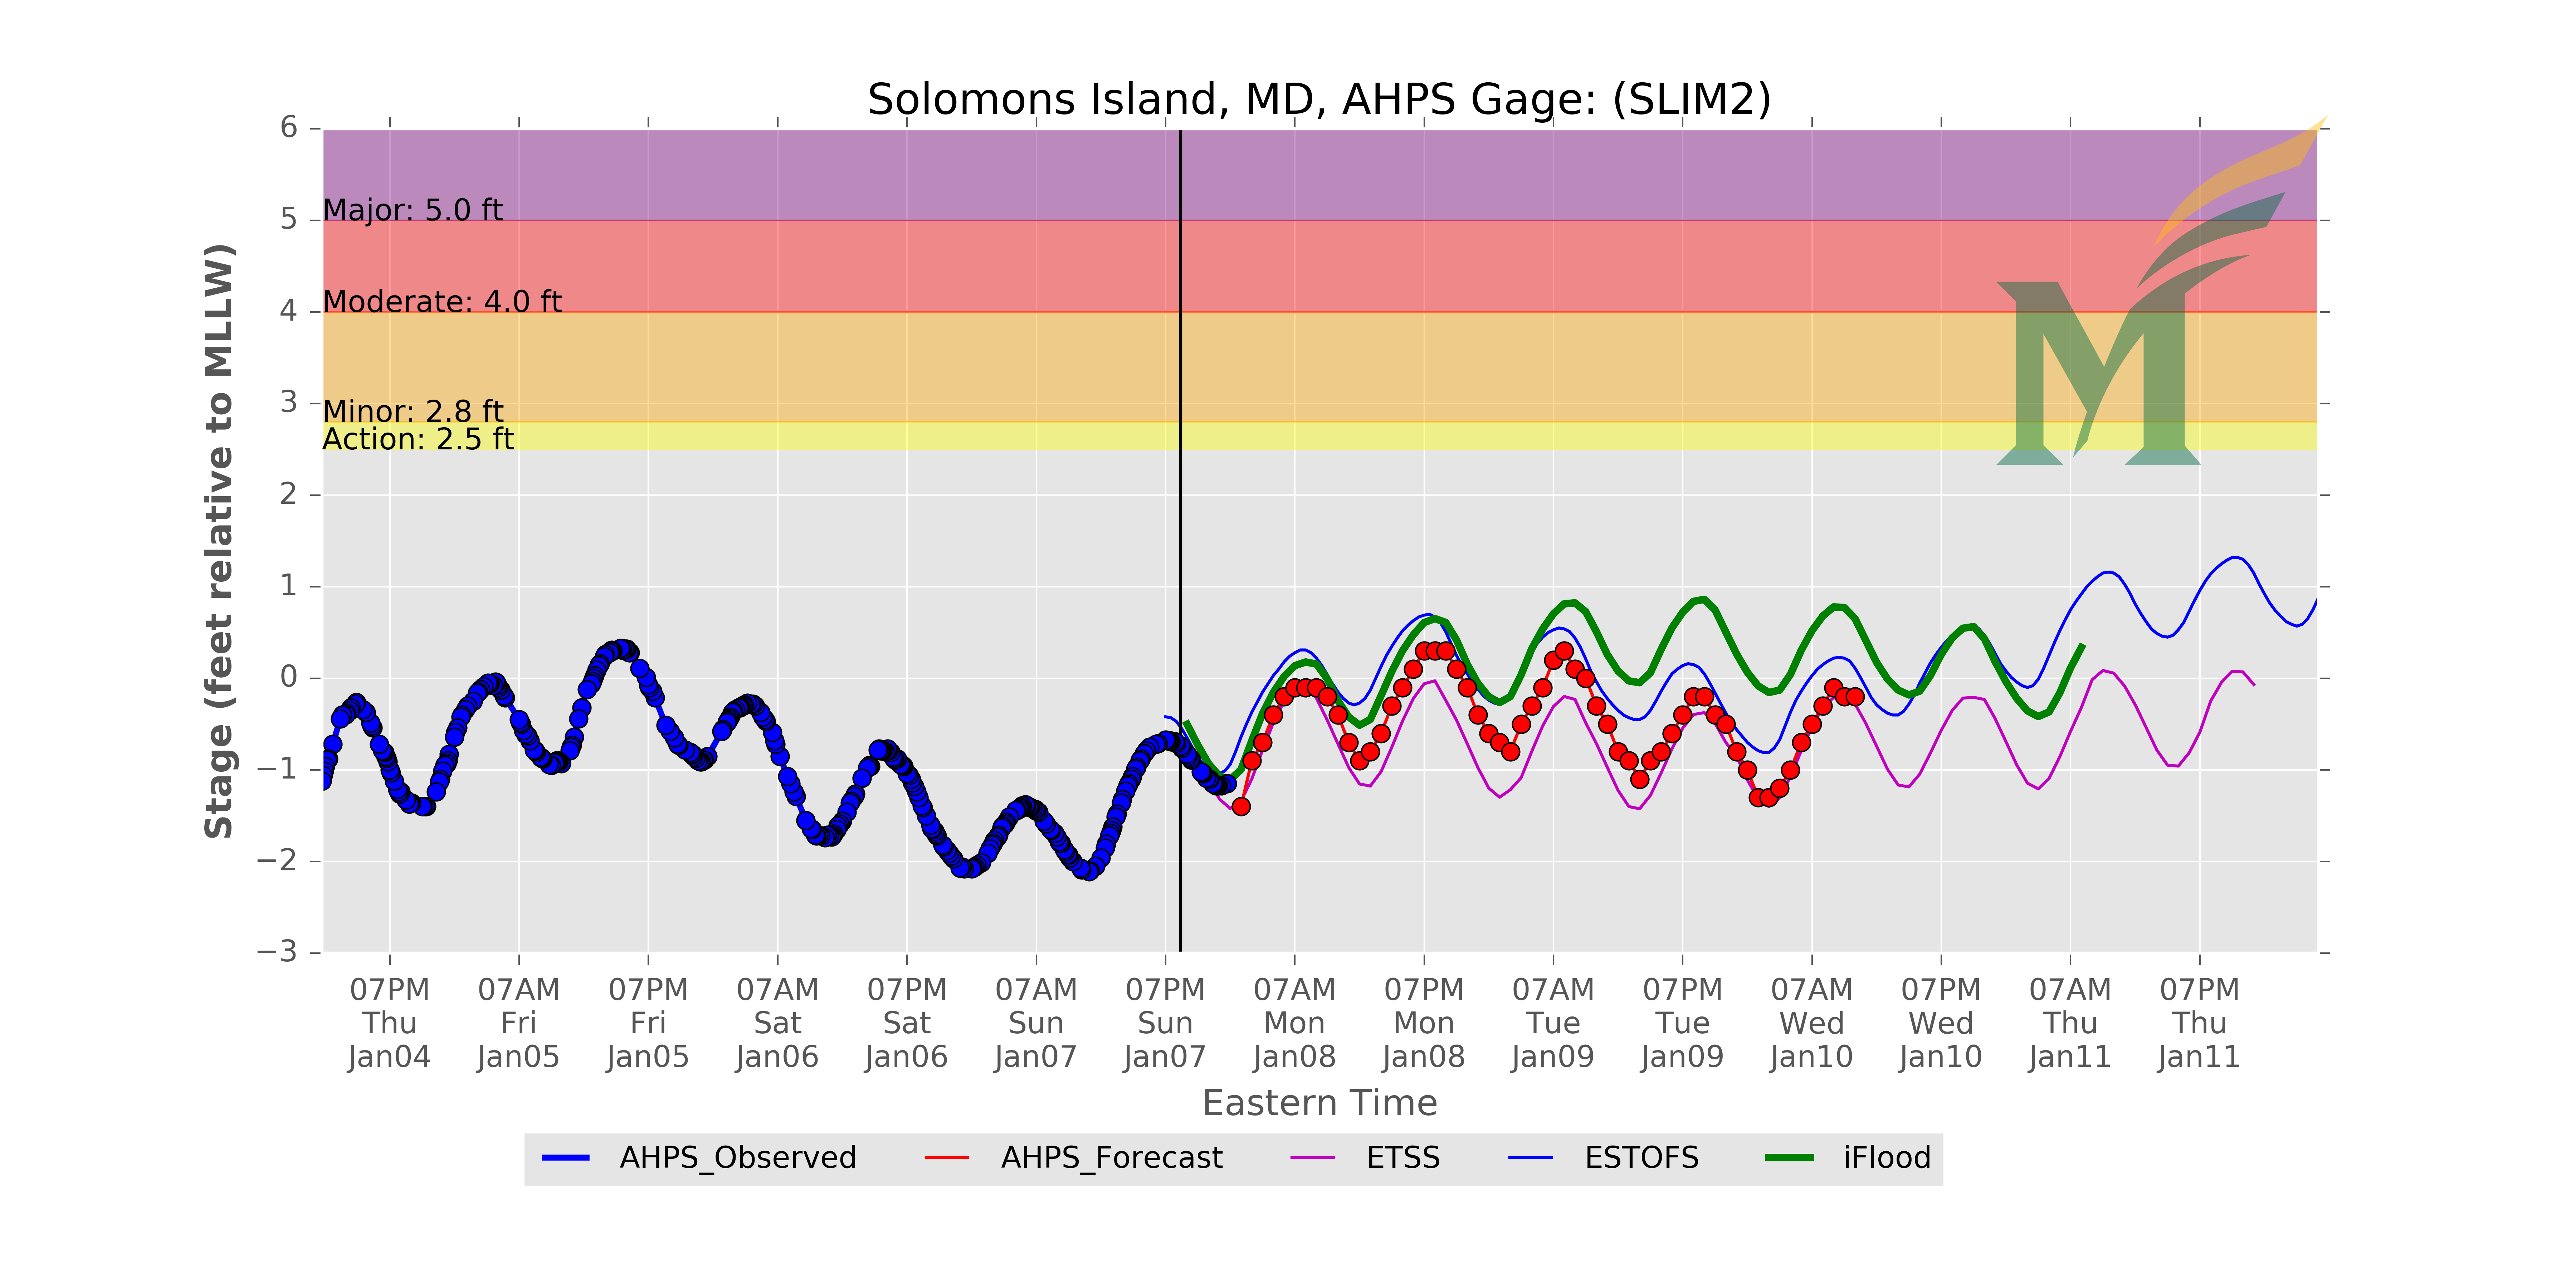 Solomons Island, MD, AHPS Gage: (SLIM2)
Stage (feet relative to MLLW)
6
5
4
3
2
1
0
−1
−2
−3
Major: 5.0 ft
Moderate: 4.0 ft
Minor: 2.8 ft
Action: 2.5 ft
M
07PM 07AM 07PM 07AM 07PM 07AM 07PM 07AM 07PM 07AM 07PM 07AM 07PM 07AM 07PM
Thu Fri Fri Sat Sat Sun Sun Mon Mon Tue Tue Wed Wed Thu Thu
Jan04 Jan05 Jan05 Jan06 Jan06 Jan07 Jan07 Jan08 Jan08 Jan09 Jan09 Jan10 Jan10 Jan11 Jan11
Eastern Time
AHPS_Observed AHPS_Forecast ETSS ESTOFS iFlood